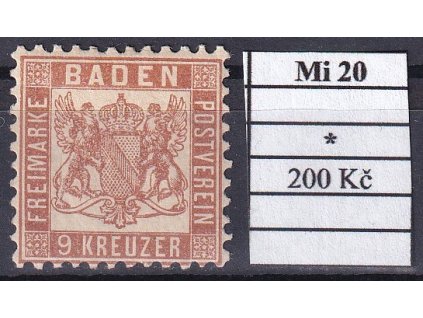 BADEN
FREIMARKE
POSTVEREIN
9 KREUZER
Mi 20
*
200 Kč